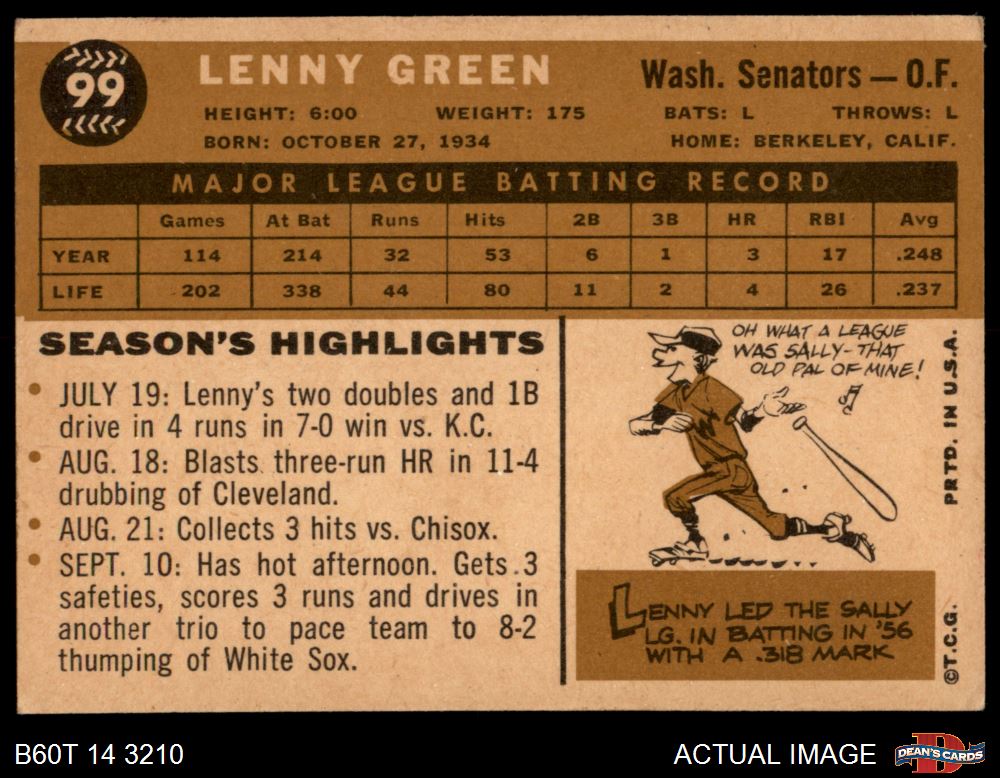 99
LENNY GREEN
Wash. Senators — O.F.
HEIGHT: 6:00 WEIGHT: 175 BATS: L THROWS: L
BORN: OCTOBER 27, 1934 HOME: BERKELEY, CALIF.
MAJOR LEAGUE BATTING RECORD
Games At Bat Runs Hits 2B 3B HR RBI Avg
YEAR 114 214 32 53 6 1 3 17 .248
LIFE 202 338 44 80 11 2 4 26 .237
SEASON'S HIGHLIGHTS
• JULY 19: Lenny's two doubles and 1B
drive in 4 runs in 7-0 win vs. K.C.
• AUG. 18: Blasts three-run HR in 11-4
drubbing of Cleveland.
• AUG. 21: Collects 3 hits vs. Chisox.
• SEPT. 10: Has hot afternoon. Gets 3
safeties, scores 3 runs and drives in
another trio to pace team to 8-2
thumping of White Sox.
OH WHAT A LEAGUE
WAS SALLY-THAT
OLD PAL OF MINE!
W
LENNY LED THE SALLY
LG. IN BATTING IN '56
WITH A .318 MARK
©T.C.G. PRTD. IN U.S.A.
B60T 14 3210
ACTUAL IMAGE
D
DEAN'S CARDS